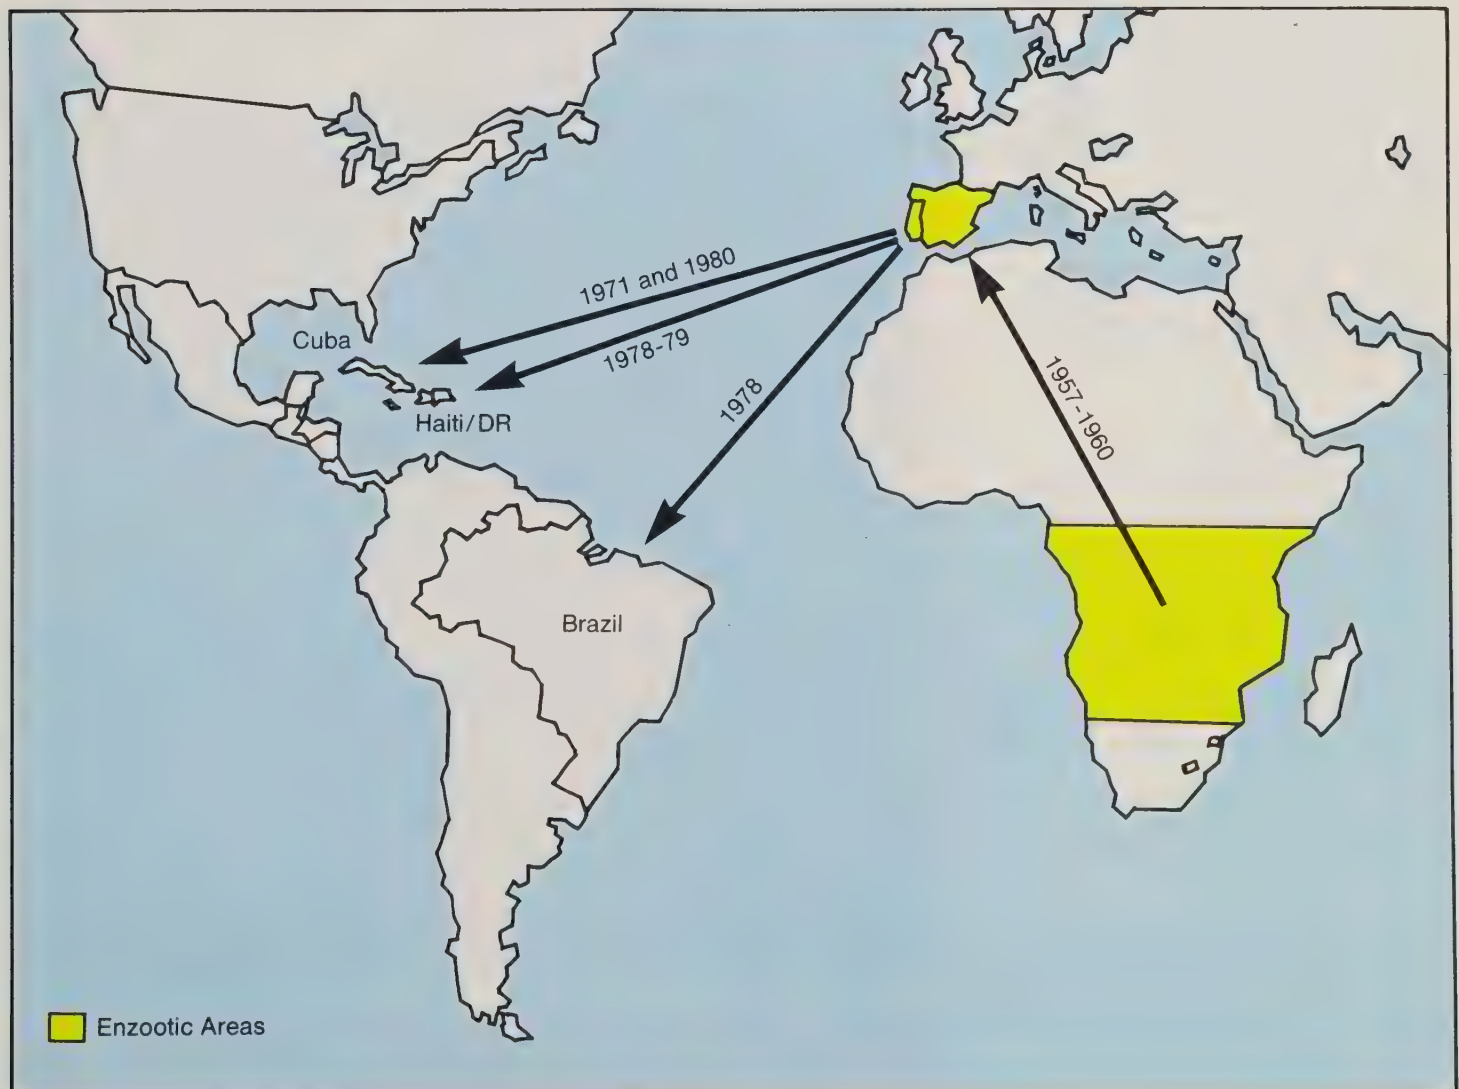 1971 and 1980
Cuba
1978-79
1978
1957-1960
Haiti/DR
Brazil
Enzootic Areas